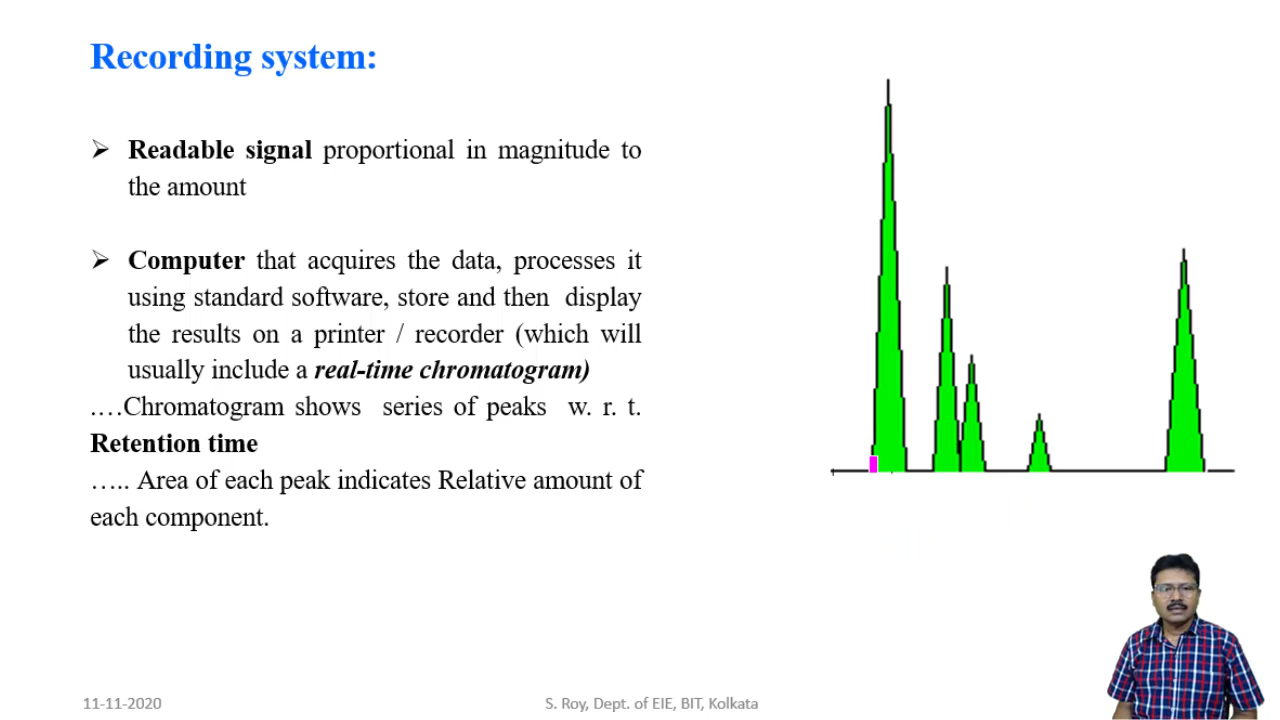 Recording system:
➢ Readable signal proportional in magnitude to
the amount
➢ Computer that acquires the data, processes it
using standard software, store and then display
the results on a printer / recorder (which will
usually include a real-time chromatogram)
.…Chromatogram shows series of peaks w. r. t.
Retention time
….. Area of each peak indicates Relative amount of
each component.
11-11-2020
S. Roy, Dept. of EIE, BIT, Kolkata